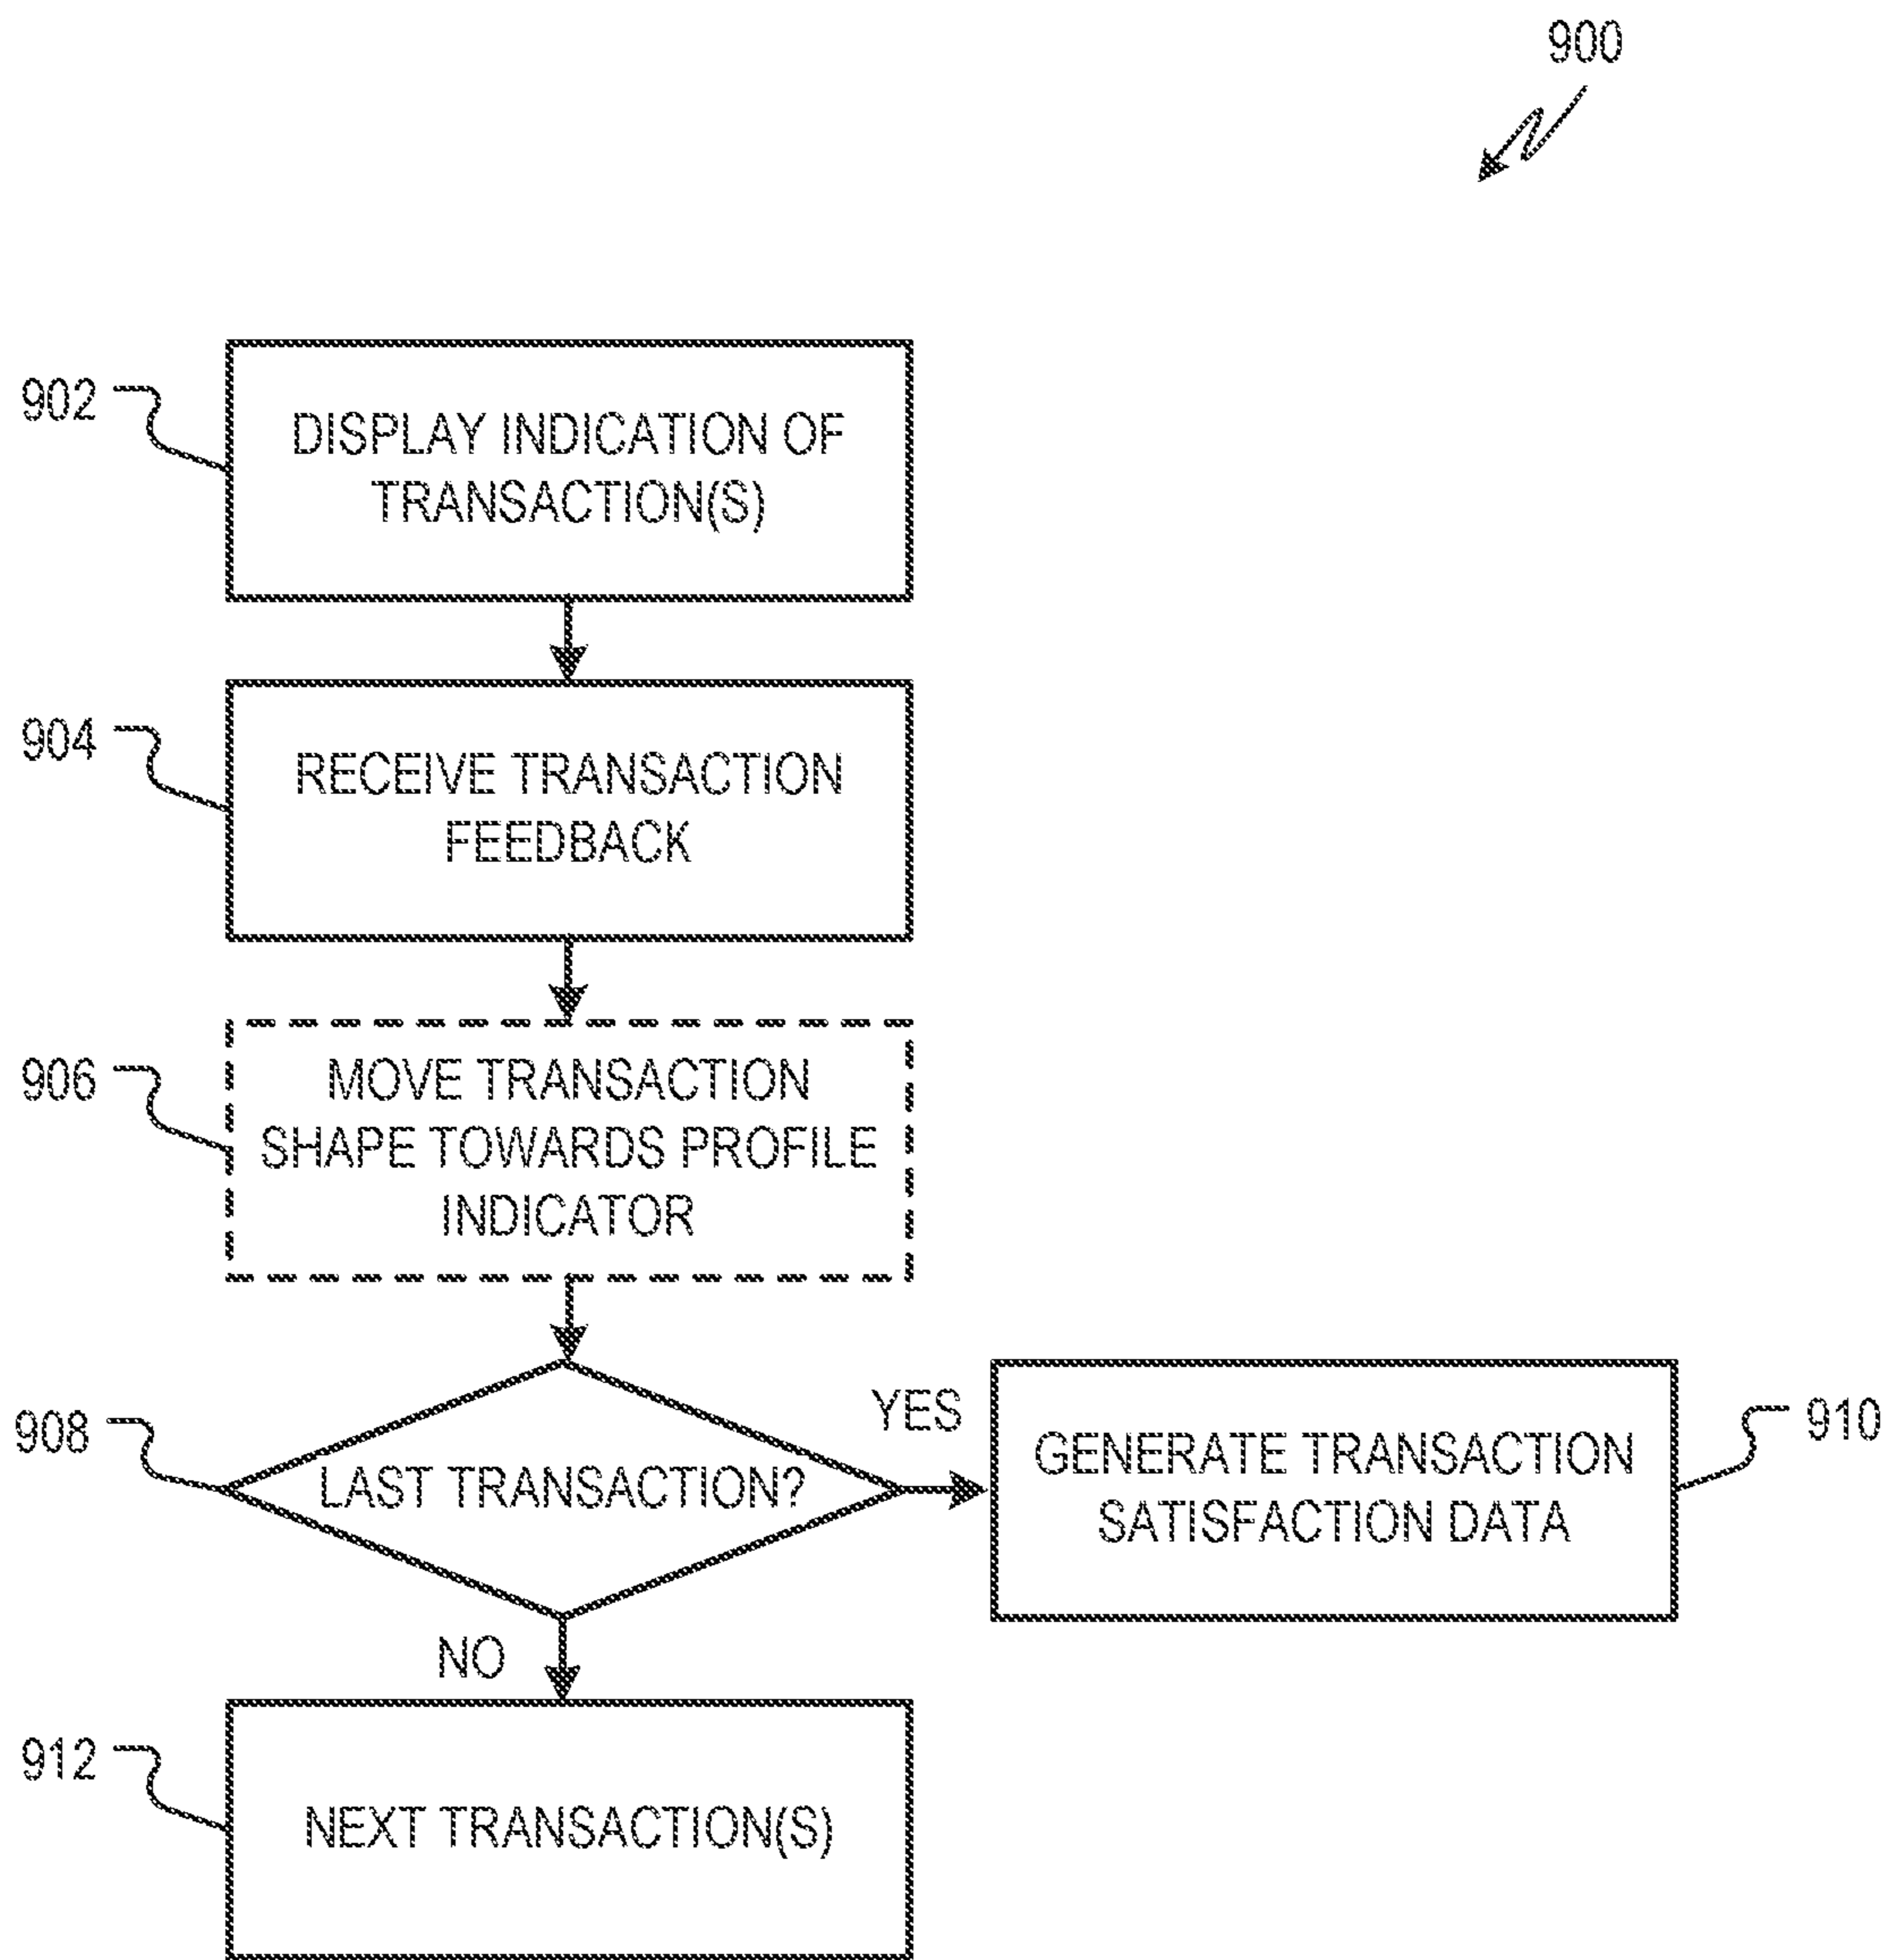 900
902
DISPLAY INDICATION OF
TRANSACTION(S)
904
RECEIVE TRANSACTION
FEEDBACK
906
MOVE TRANSACTION
SHAPE TOWARDS PROFILE
INDICATOR
908
LAST TRANSACTION?
YES
GENERATE TRANSACTION
SATISFACTION DATA
910
NO
912
NEXT TRANSACTION(S)